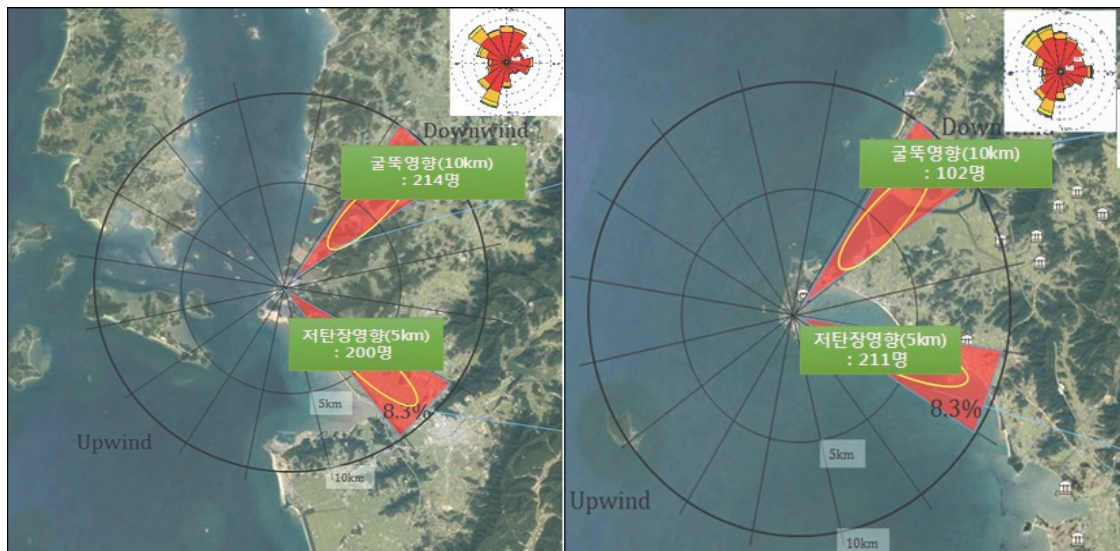 Downwind
굴뚝영향(10km)
: 214명
저탄장영향(5km)
: 200명
5km
8.3%
Upwind
10km
굴뚝영향(10km)
: 102명
저탄장영향(5km)
: 211명
8.3%
5km
Upwind
10km